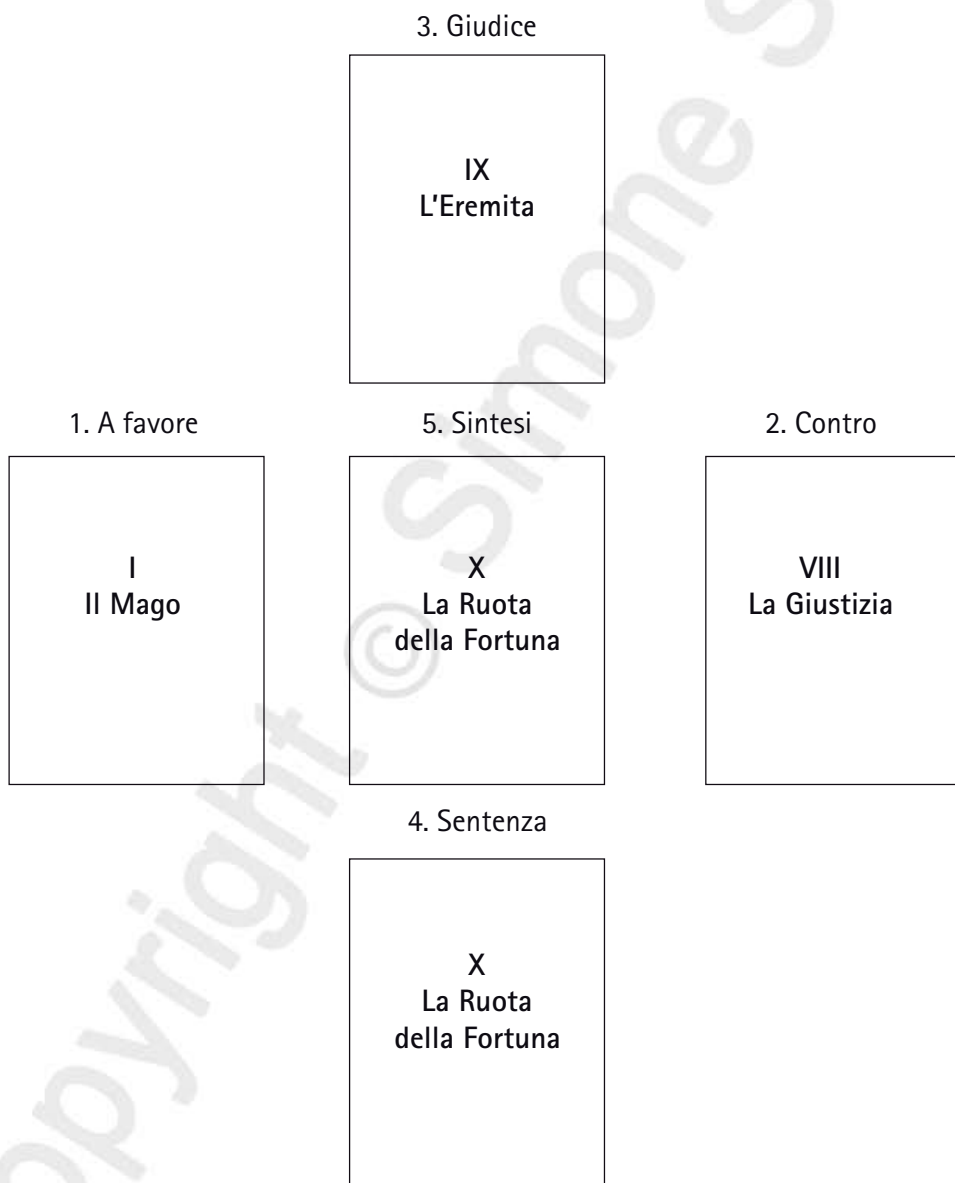 3. Giudice
IX
L'Eremita
1. A favore
5. Sintesi
2. Contro
I
Il Mago
X
La Ruota
della Fortuna
VIII
La Giustizia
4. Sentenza
X
La Ruota
della Fortuna
opyright © Simone S